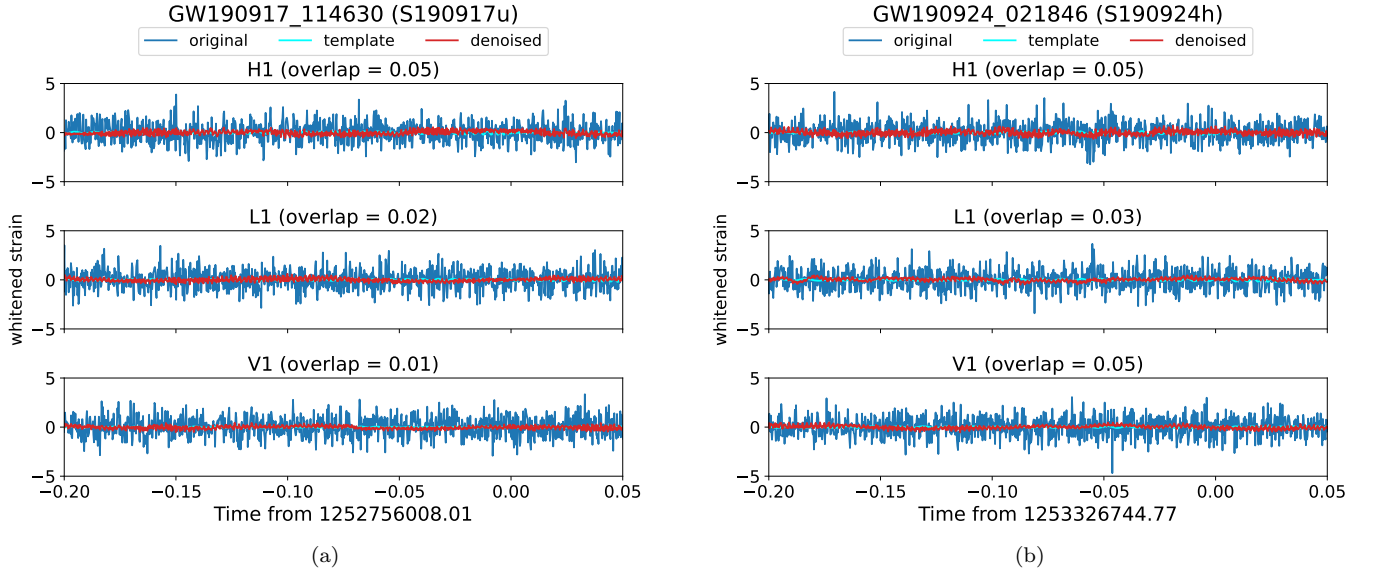 GW190917_114630 (S190917u)
original template denoised
H1 (overlap = 0.05)
5
0
−5
L1 (overlap = 0.02)
5
0
−5
whitened strain
V1 (overlap = 0.01)
5
0
−5
−0.20 −0.15 −0.10 −0.05 0.00 0.05
Time from 1252756008.01
(a)
GW190924_021846 (S190924h)
original template denoised
H1 (overlap = 0.05)
5
0
−5
L1 (overlap = 0.03)
5
0
−5
whitened strain
V1 (overlap = 0.05)
5
0
−5
−0.20 −0.15 −0.10 −0.05 0.00 0.05
Time from 1253326744.77
(b)